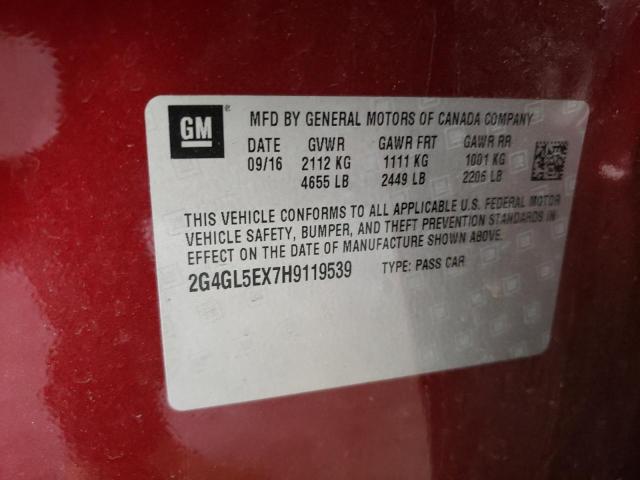 GM ®
MFD BY GENERAL MOTORS OF CANADA COMPANY
DATE GVWR GAWR FRT GAWR RR
09/16 2112 KG 1111 KG 1001 KG
4655 LB 2449 LB 2206 LB
THIS VEHICLE CONFORMS TO ALL APPLICABLE U.S. FEDERAL MOTOR
VEHICLE SAFETY, BUMPER, AND THEFT PREVENTION STANDARDS IN
EFFECT ON THE DATE OF MANUFACTURE SHOWN ABOVE.
2G4GL5EX7H9119539 TYPE: PASS CAR